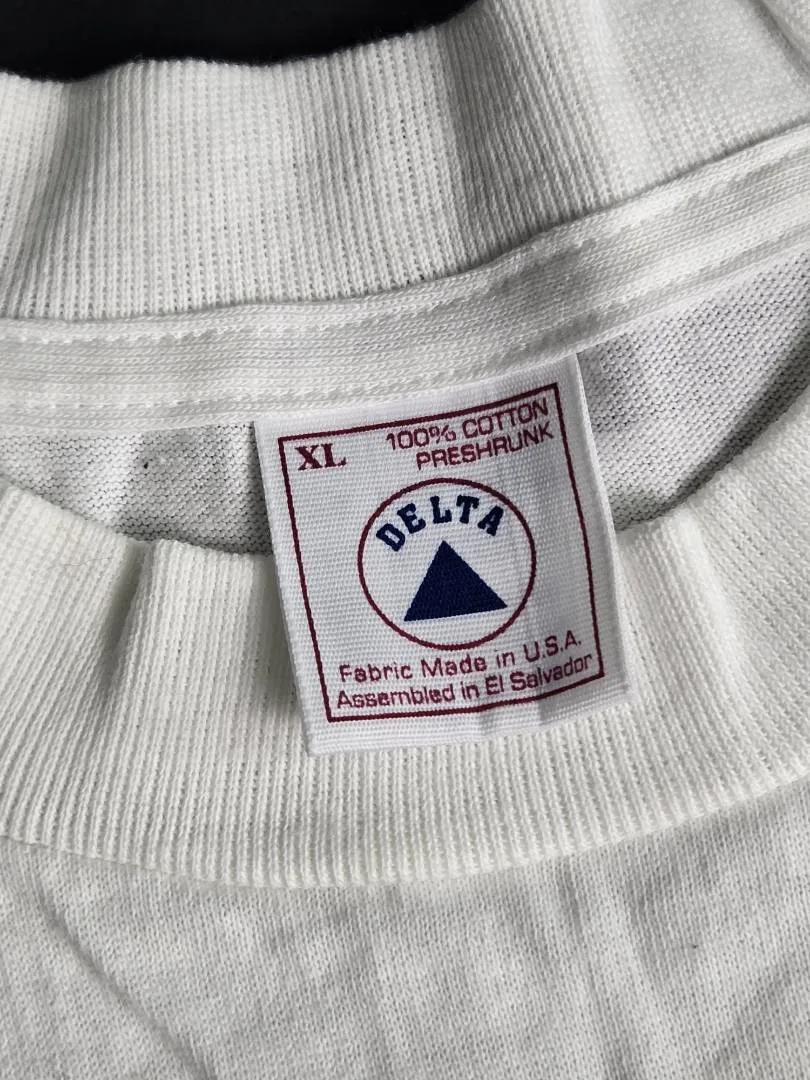 XL
100% COTTON
PRESHRUNK
DELTA
Fabric Made in U.S.A.
Assembled in El Salvador